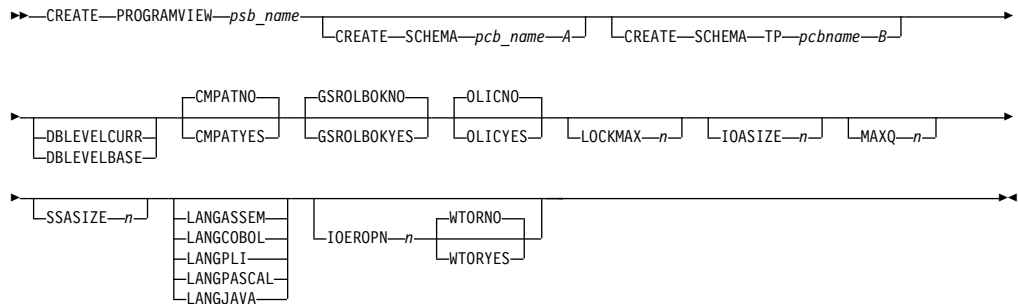 CREATE PROGRAMVIEW psb_name
CREATE SCHEMA pcb_name A
CREATE SCHEMA TP pcbname B
DBLEVELCURR
DBLEVELBASE
CMPATNO
CMPATYES
GSROLBOKNO
GSROLBOKYES
OLICNO
OLICYES
LOCKMAX n
IOASIZE n
MAXQ n
SSASIZE n
LANGASSEM
LANGCOBOL
LANGPLI
LANGPASCAL
LANGJAVA
IOEROPN n
WTORNO
WTORYES